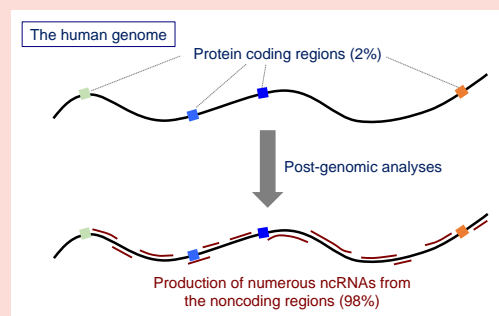 The human genome
Protein coding regions (2%)
Post-genomic analyses
Production of numerous ncRNAs from
the noncoding regions (98%)